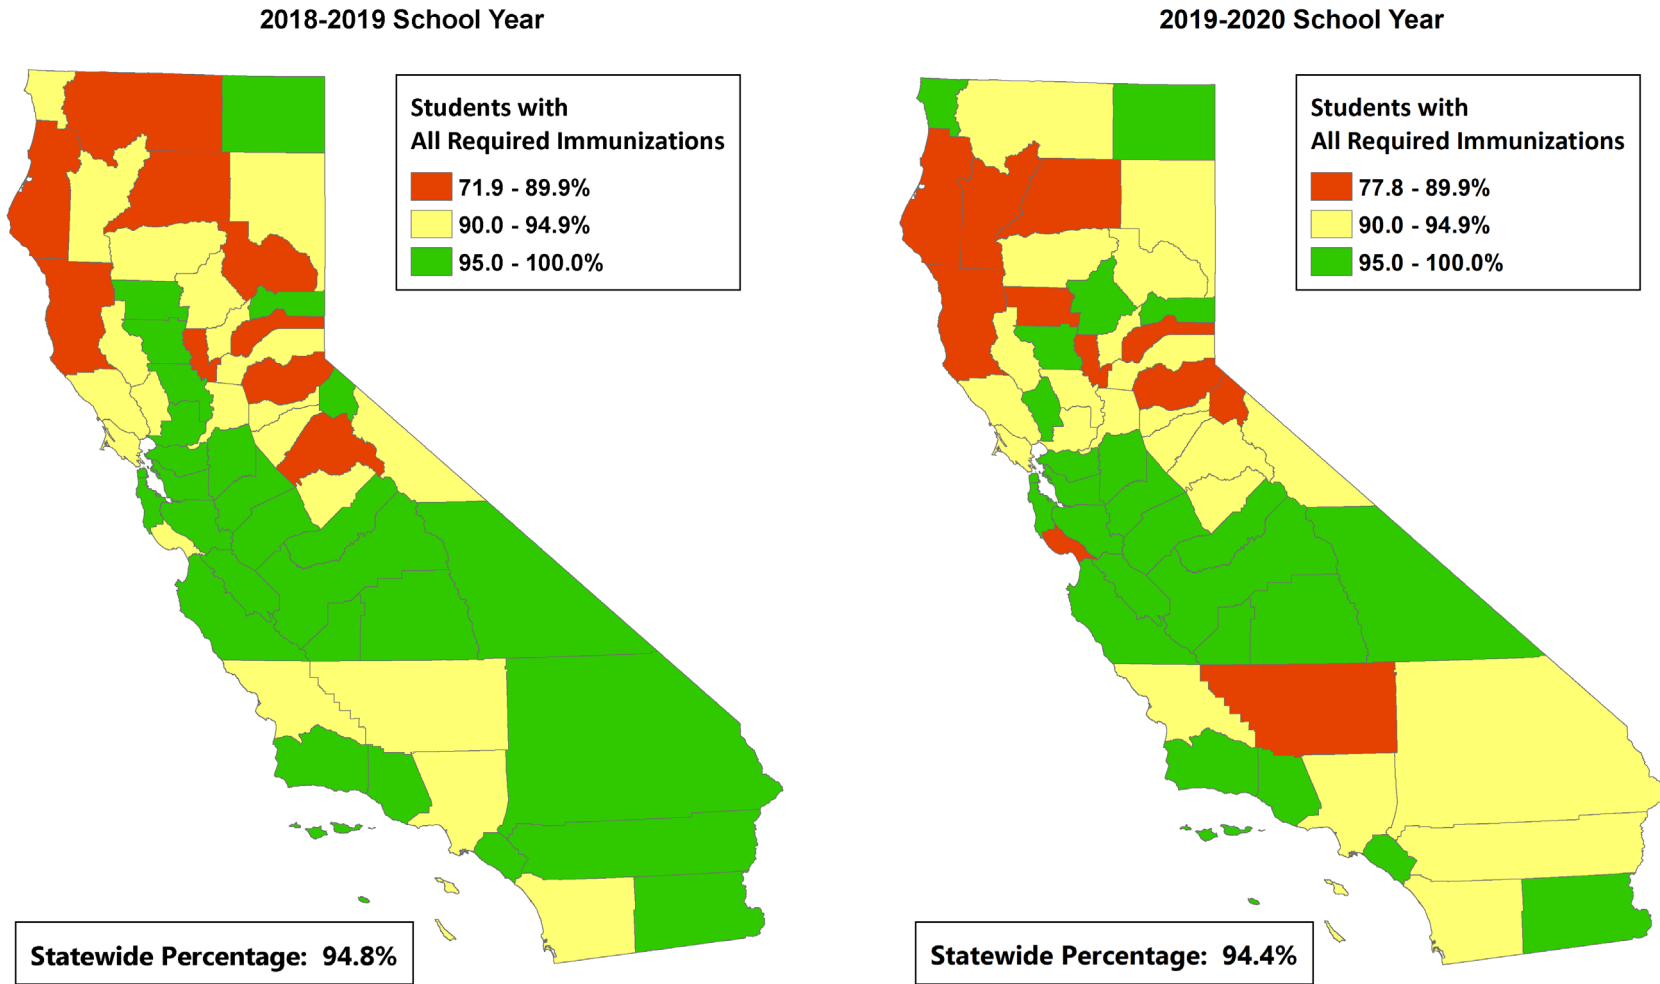 2018-2019 School Year
Students with
All Required Immunizations
71.9 - 89.9%
90.0 - 94.9%
95.0 - 100.0%
Statewide Percentage:  94.8%
2019-2020 School Year
Students with
All Required Immunizations
77.8 - 89.9%
90.0 - 94.9%
95.0 - 100.0%
Statewide Percentage:  94.4%